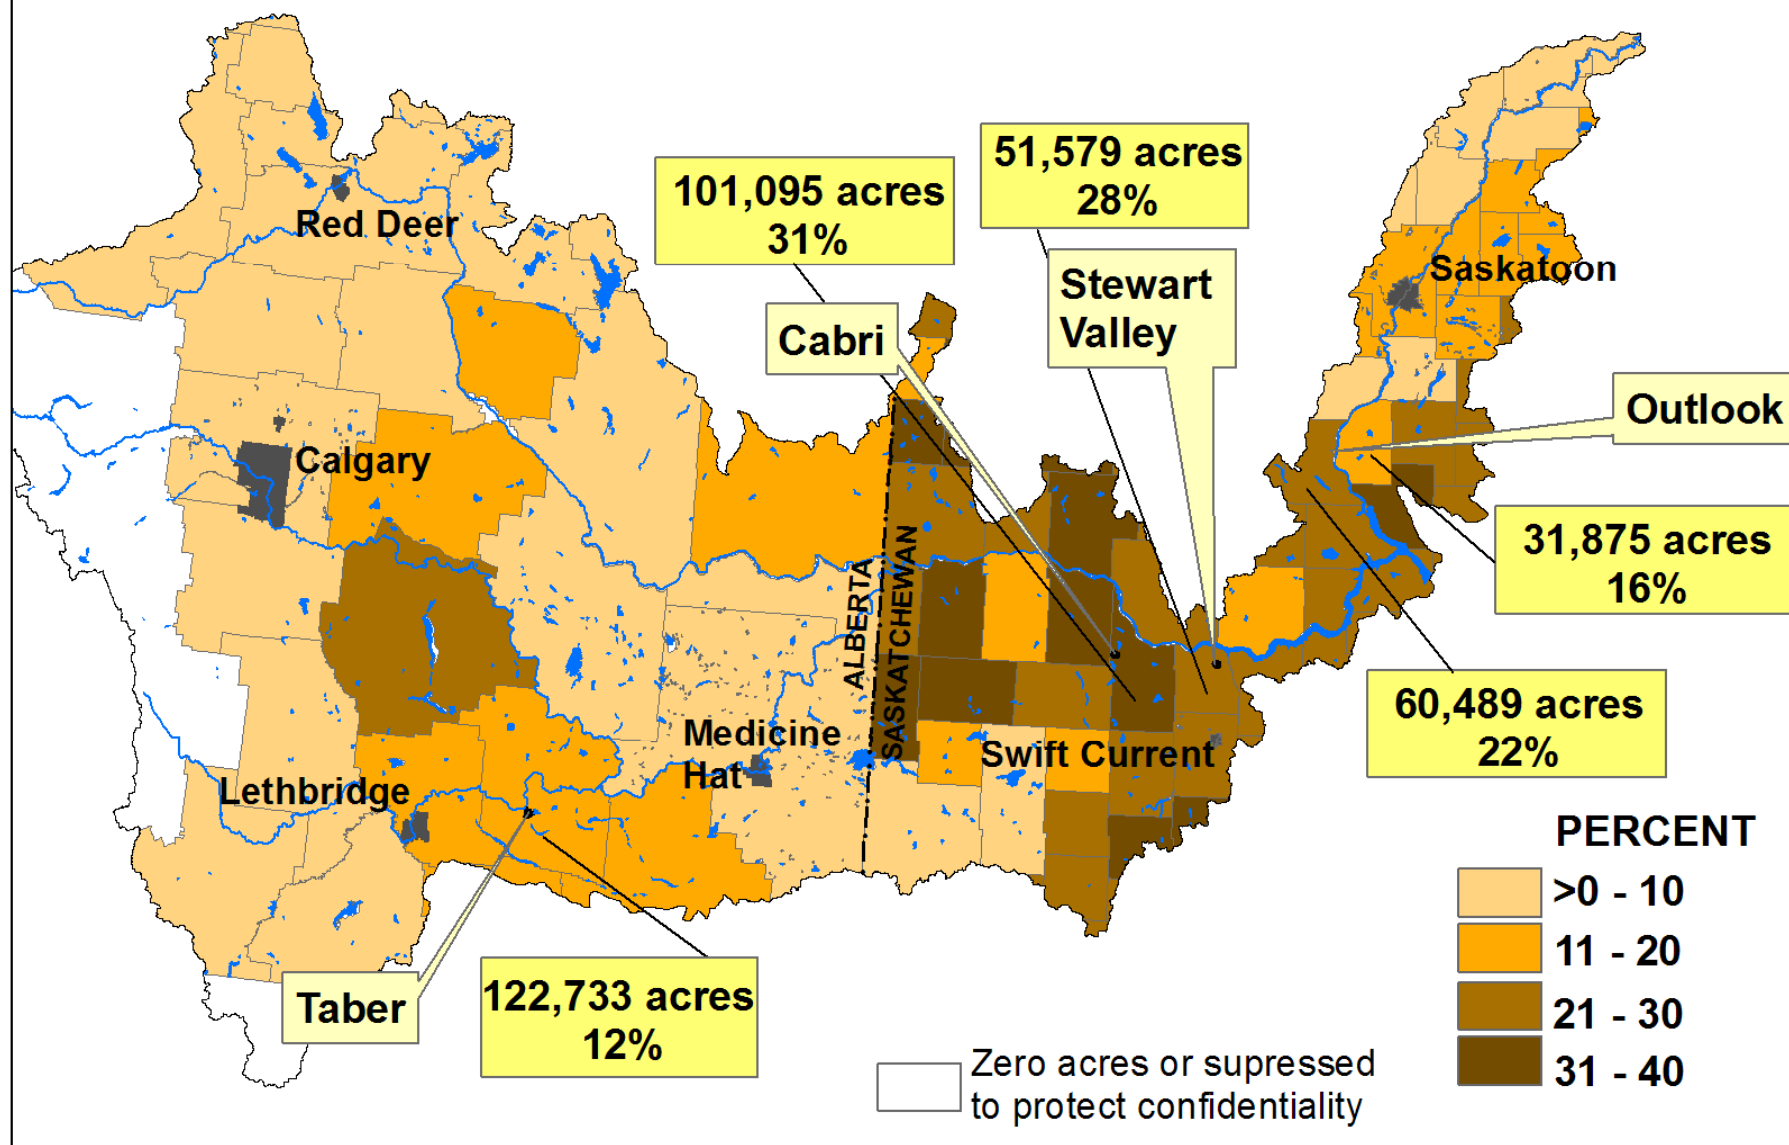 51,579 acres
28%
101,095 acres
31%
Red Deer
Saskatoon
Stewart
Valley
Cabri
Outlook
Calgary
31,875 acres
16%
ALBERTA
SASKATCHEWAN
60,489 acres
22%
Medicine
Hat
Swift Current
Lethbridge
PERCENT
>0 - 10
11 - 20
21 - 30
31 - 40
Taber
122,733 acres
12%
Zero acres or supressed
to protect confidentiality